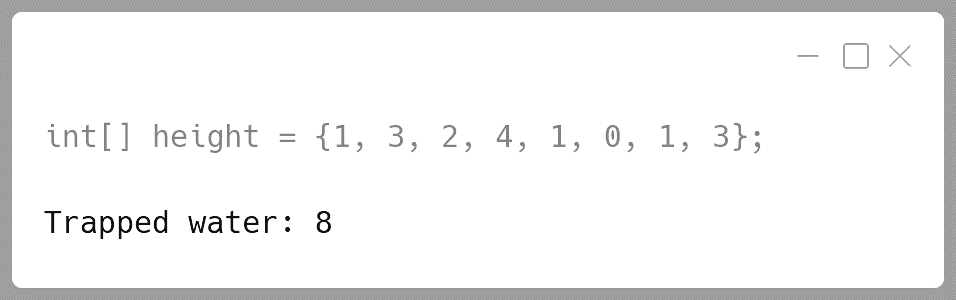 int[] height = {1, 3, 2, 4, 1, 0, 1, 3};
Trapped water: 8